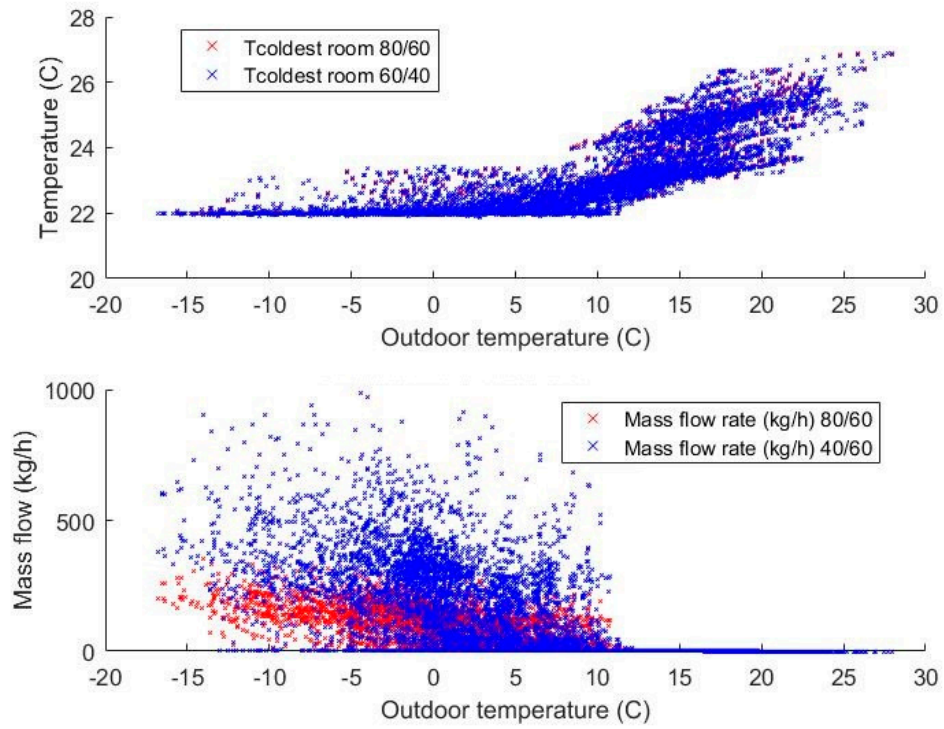 28
26
24
22
20
Temperature (C)
Tcoldest room 80/60
Tcoldest room 60/40
-20 -15 -10 -5 0 5 10 15 20 25 30
Outdoor temperature (C)
1000
500
0
Mass flow (kg/h)
Mass flow rate (kg/h) 80/60
Mass flow rate (kg/h) 40/60
-20 -15 -10 -5 0 5 10 15 20 25 30
Outdoor temperature (C)